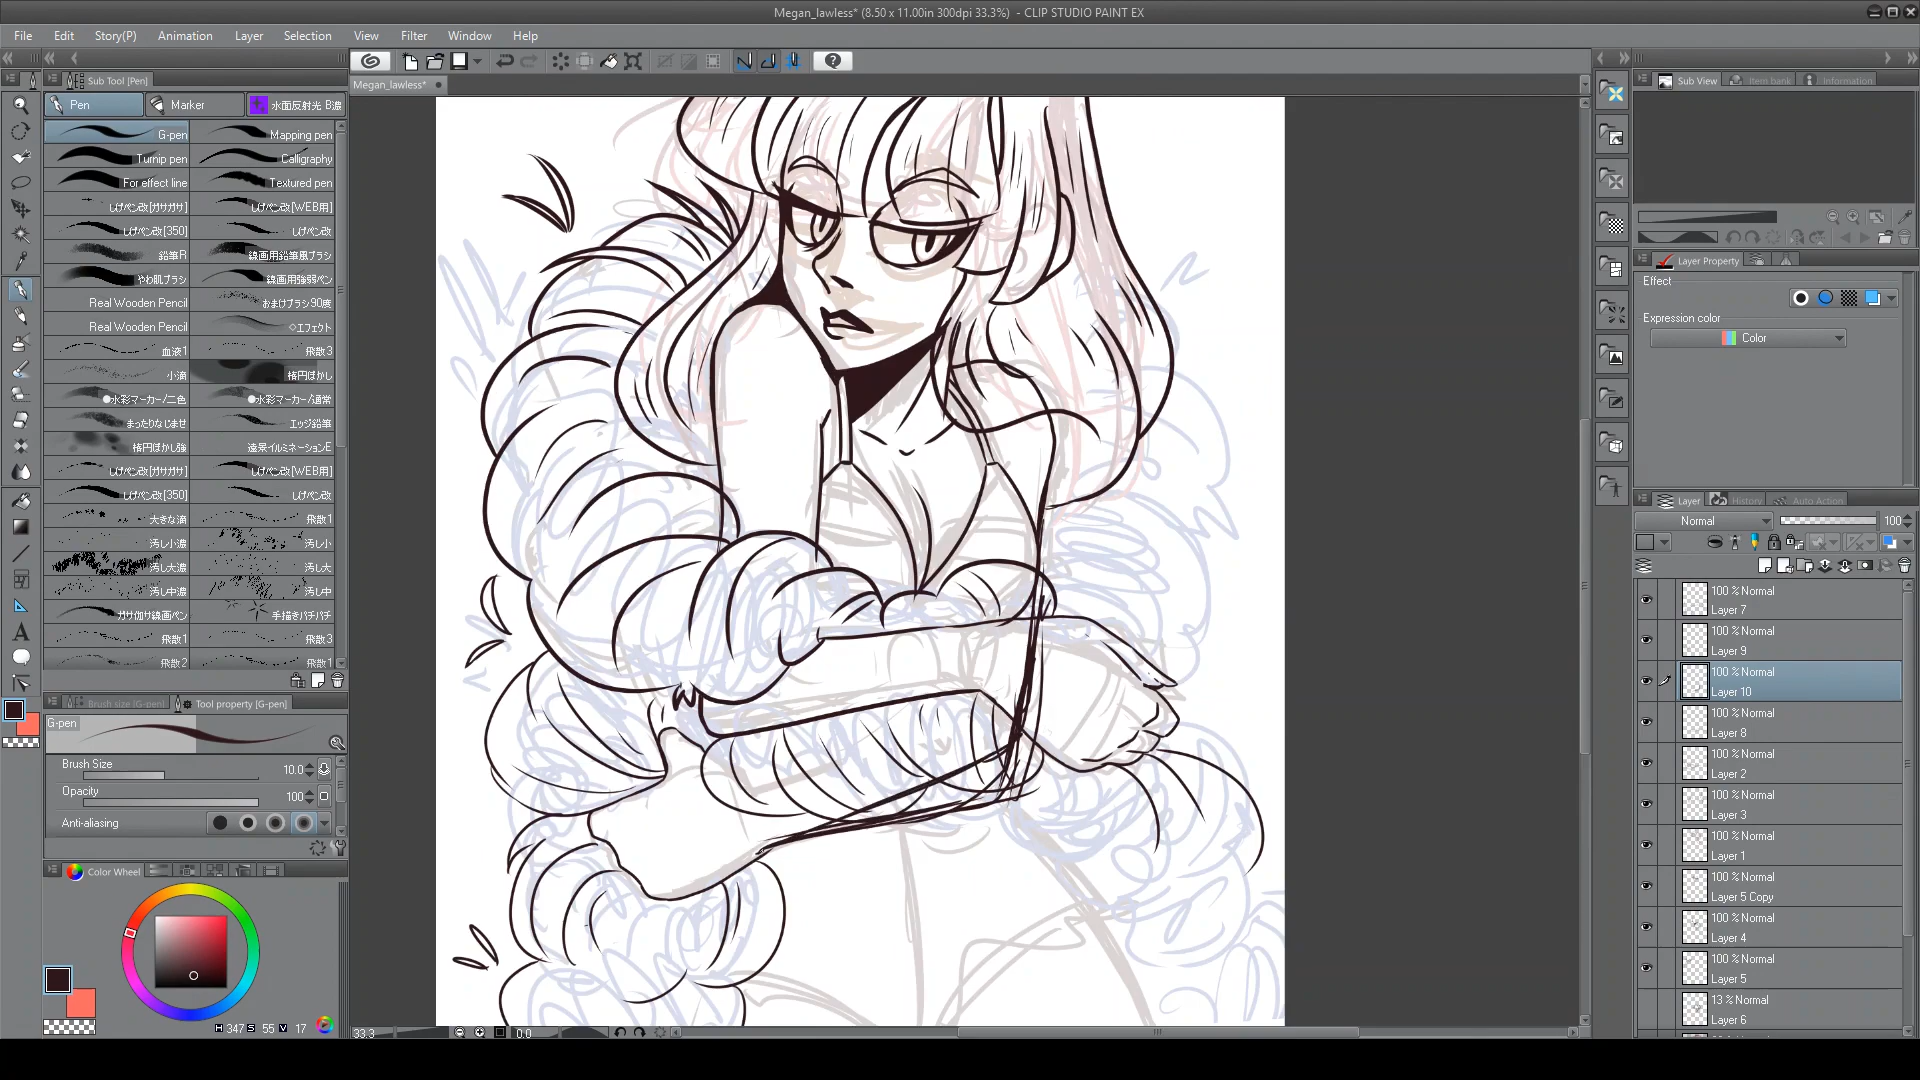 Megan_lawless* (8.50 x 11.00in 300dpi 33.3%) - CLIP STUDIO PAINT EX
File Edit Story(P) Animation Layer Selection Filter View Window Help
Sub Tool [Pen]
Pen Marker 水面反射光 B濃
Megan_lawless*
G-pen Mapping pen
Turnip pen Calligraphy
For effect line Textured pen
しげペン改[ガサガサ] しげペン改[WEB用]
しげペン改[350] しげペン改
鉛筆R 線画用鉛筆風ブラシ
やわ肌ブラシ 線画用強弱ペン
Real Wooden Pencil おまけブラシ90度
Real Wooden Pencil ◇エフェクト
血液1 飛散3
小滴 楕円ぼかし
水彩マーカー/二色 水彩マーカー/通常
まったりなじませ エッジ鉛筆
楕円ぼかし強 遠景イルミネーションE
しげペン改[ガサガサ] しげペン改[WEB用]
しげペン改[350] しげペン改
大きな滴 飛散1
汚し小濃 汚し小
汚し大濃 汚し大
汚し中濃 汚し中
ガサ伽サ線画ペン 手描きパチパチ
飛散1 飛散3
飛散2 飛散1
Brush size [G-pen] Tool property [G-pen]
G-pen
Brush Size 10.0
Opacity 100
Anti-aliasing
Color Wheel
H 347 S 55 V 17
33.3 0.0
Sub View Item bank Information
Layer Property
Effect
Expression color
Color
Layer History Auto Action
Normal 100
100 % Normal
Layer 7
100 % Normal
Layer 9
100 % Normal
Layer 10
100 % Normal
Layer 8
100 % Normal
Layer 2
100 % Normal
Layer 3
100 % Normal
Layer 1
100 % Normal
Layer 5 Copy
100 % Normal
Layer 4
100 % Normal
Layer 5
13 % Normal
Layer 6